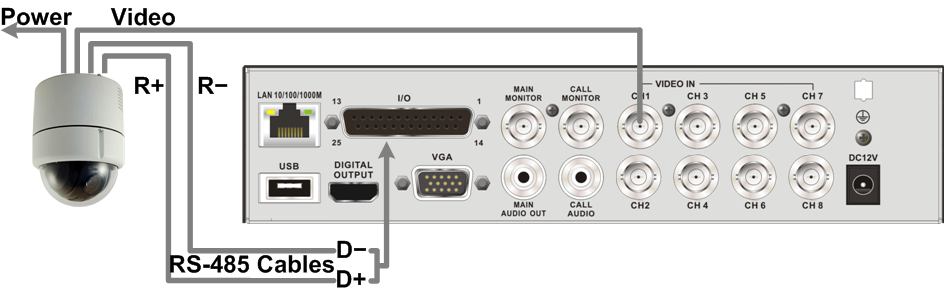 Power
Video
R+
R−
LAN 10/100/1000M
13
I/O
1
25
14
MAIN MONITOR
CALL MONITOR
VIDEO IN
CH1
CH 3
CH 5
CH 7
USB
DIGITAL OUTPUT
VGA
MAIN AUDIO OUT
CALL AUDIO
CH2
CH 4
CH 6
CH 8
DC12V
D−
RS-485 Cables
D+